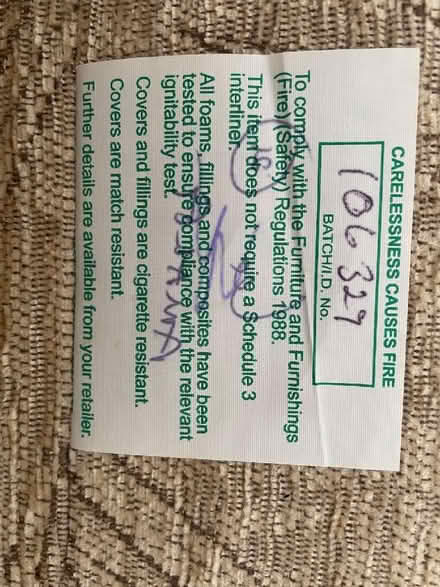 CARELESSNESS CAUSES FIRE
106329
BATCH/I.D. No.
To comply with the Furniture and Furnishings
(Fire) (Safety) Regulations 1988.
This item does not require a Schedule 3
interliner.
All foams, fillings and composites have been
tested to ensure compliance with the relevant
ignitability test.
Covers and fillings are cigarette resistant.
Covers are match resistant.
Further details are available from your retailer.